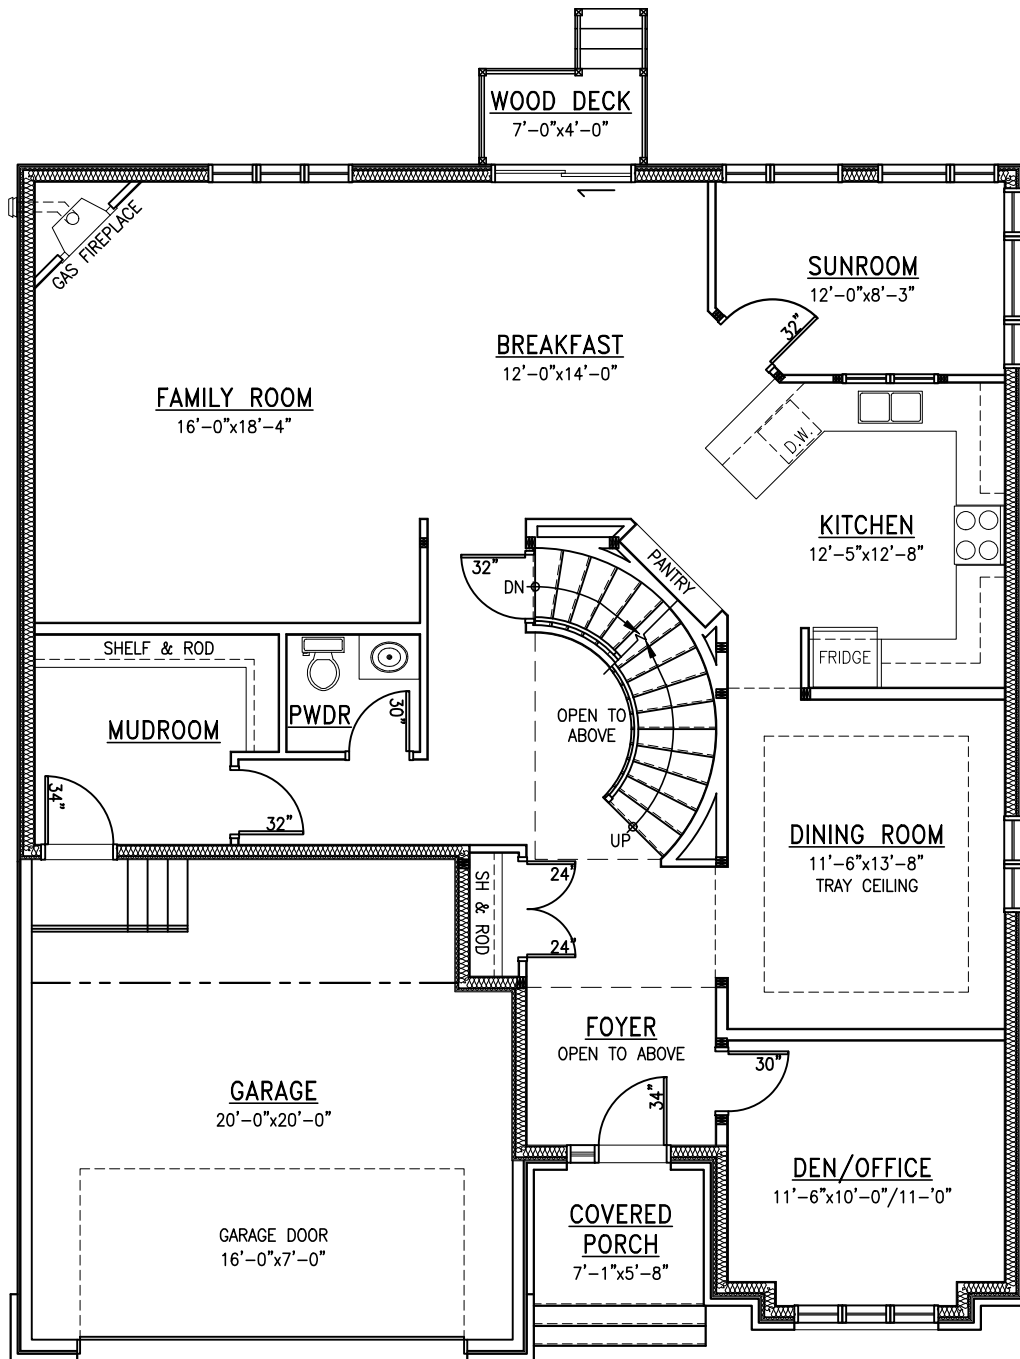 WOOD DECK
7'-0"x4'-0"
GAS FIREPLACE
SUNROOM
12'-0"x8'-3"
32"
BREAKFAST
12'-0"x14'-0"
FAMILY ROOM
16'-0"x18'-4"
D.W.
KITCHEN
12'-5"x12'-8"
PANTRY
32"
DN
SHELF & ROD
FRIDGE
PWDR
30"
MUDROOM
OPEN TO
ABOVE
34"
32"
UP
DINING ROOM
11'-6"x13'-8"
TRAY CEILING
SH & ROD
24"
24"
FOYER
OPEN TO ABOVE
30"
34"
GARAGE
20'-0"x20'-0"
DEN/OFFICE
11'-6"x10'-0"/11-'0"
COVERED
PORCH
7'-1"x5'-8"
GARAGE DOOR
16'-0"x7'-0"